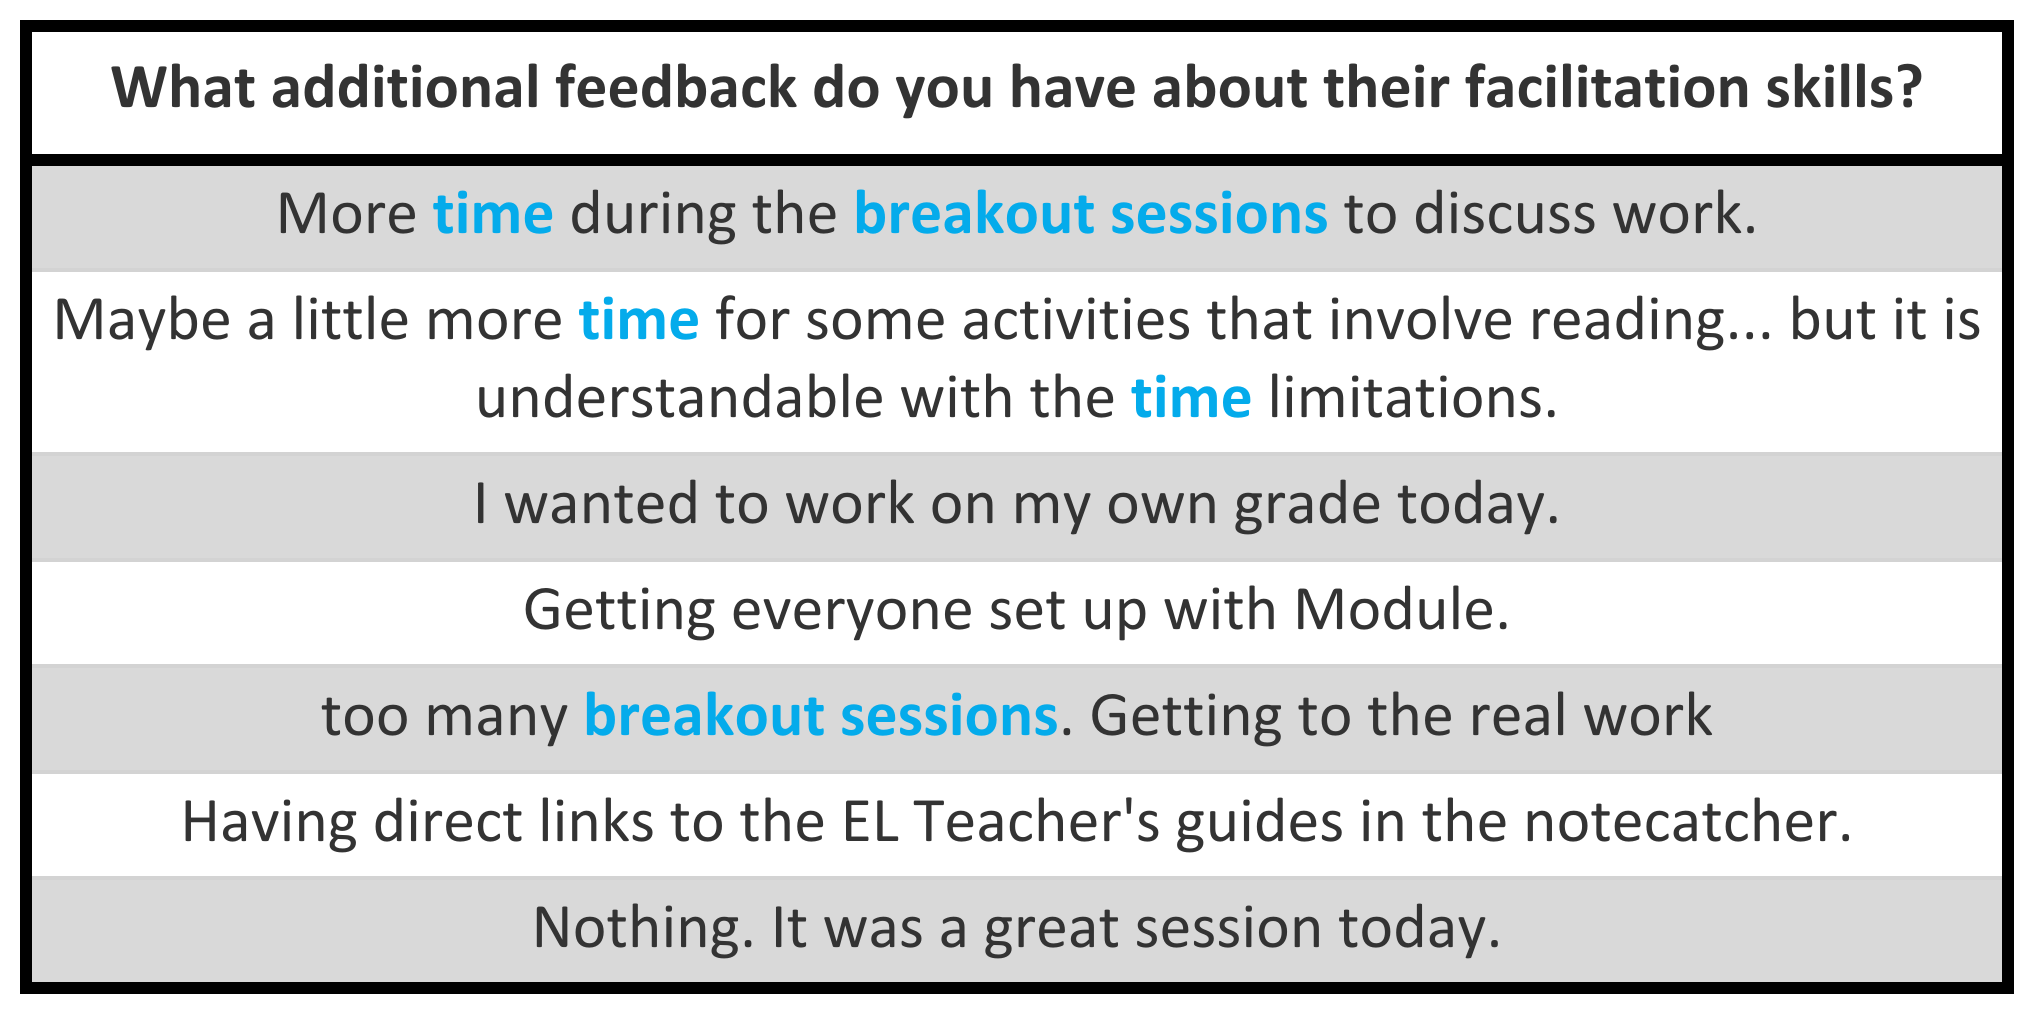 What additional feedback do you have about their facilitation skills?
More time during the breakout sessions to discuss work.
Maybe a little more time for some activities that involve reading... but it is
understandable with the time limitations.
I wanted to work on my own grade today.
Getting everyone set up with Module.
too many breakout sessions. Getting to the real work
Having direct links to the EL Teacher's guides in the notecatcher.
Nothing. It was a great session today.